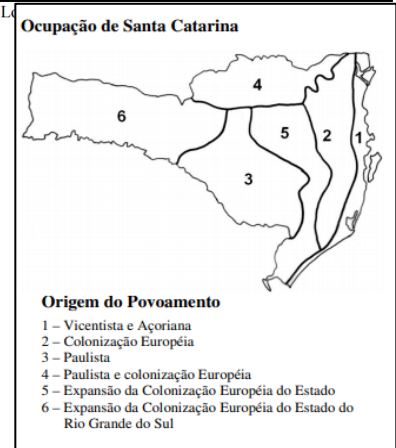 Ocupação de Santa Catarina
4
6
5
2
1
3
Origem do Povoamento
1 – Vicentista e Açoriana
2 – Colonização Européia
3 – Paulista
4 – Paulista e colonização Européia
5 – Expansão da Colonização Européia do Estado
6 – Expansão da Colonização Européia do Estado do
Rio Grande do Sul